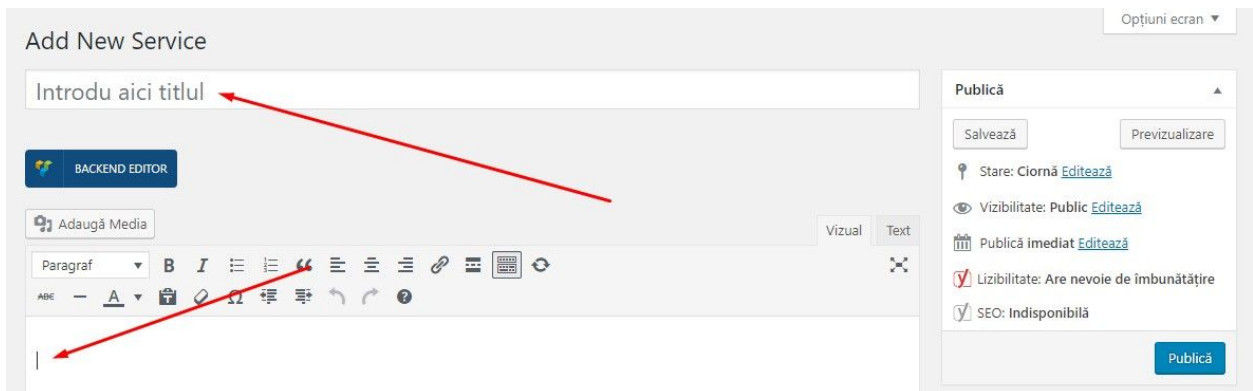 Opțiuni ecran
Add New Service
Introdu aici titlul
BACKEND EDITOR
Adaugă Media
Vizual Text
Paragraf B I
ABE A Ω
Publică
Salvează Previzualizare
Stare: Ciornă Editează
Vizibilitate: Public Editează
Publică imediat Editează
Lizibilitate: Are nevoie de îmbunătățire
SEO: Indisponibilă
Publică